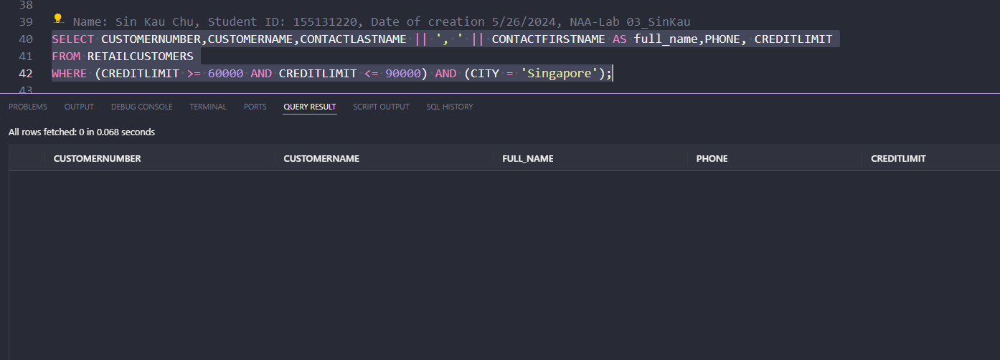 38
39 -- Name: Sin Kau Chu, Student ID: 155131220, Date of creation 5/26/2024, NAA-Lab 03_SinKau
40 SELECT CUSTOMERNUMBER,CUSTOMERNAME,CONTACTLASTNAME || ', ' || CONTACTFIRSTNAME AS full_name,PHONE, CREDITLIMIT
41 FROM RETAILCUSTOMERS
42 WHERE (CREDITLIMIT >= 60000 AND CREDITLIMIT <= 90000) AND (CITY = 'Singapore');
43
PROBLEMS OUTPUT DEBUG CONSOLE TERMINAL PORTS QUERY RESULT SCRIPT OUTPUT SQL HISTORY
All rows fetched: 0 in 0.068 seconds
CUSTOMERNUMBER CUSTOMERNAME FULL_NAME PHONE CREDITLIMIT